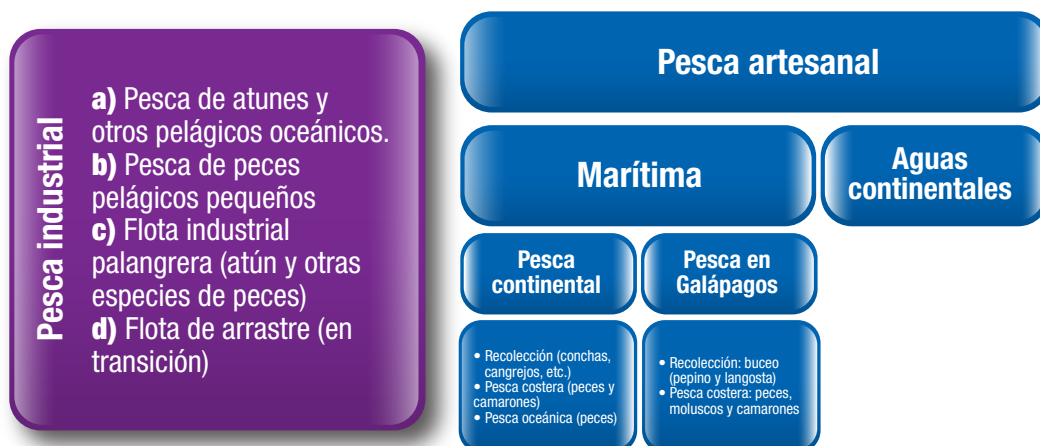 Pesca industrial
a) Pesca de atunes y
otros pelágicos oceánicos.
b) Pesca de peces
pelágicos pequeños
c) Flota industrial
palangrera (atún y otras
especies de peces)
d) Flota de arrastre (en
transición)
Pesca artesanal
Marítima
Aguas
continentales
Pesca
continental
Pesca en
Galápagos
• Recolección (conchas,
cangrejos, etc.)
• Pesca costera (peces y
camarones)
• Pesca oceánica (peces)
• Recolección: buceo
(pepino y langosta)
• Pesca costera: peces,
moluscos y camarones